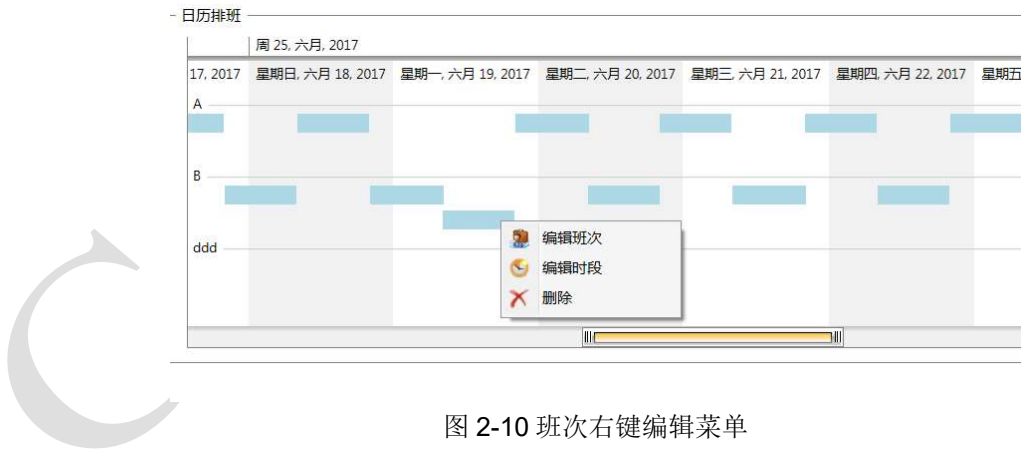 日历排班
周 25, 六月, 2017
17, 2017 星期日, 六月 18, 2017 星期一, 六月 19, 2017 星期二, 六月 20, 2017 星期三, 六月 21, 2017 星期四, 六月 22, 2017 星期五
A
B
编辑班次
ddd
编辑时段
删除
图 2-10 班次右键编辑菜单